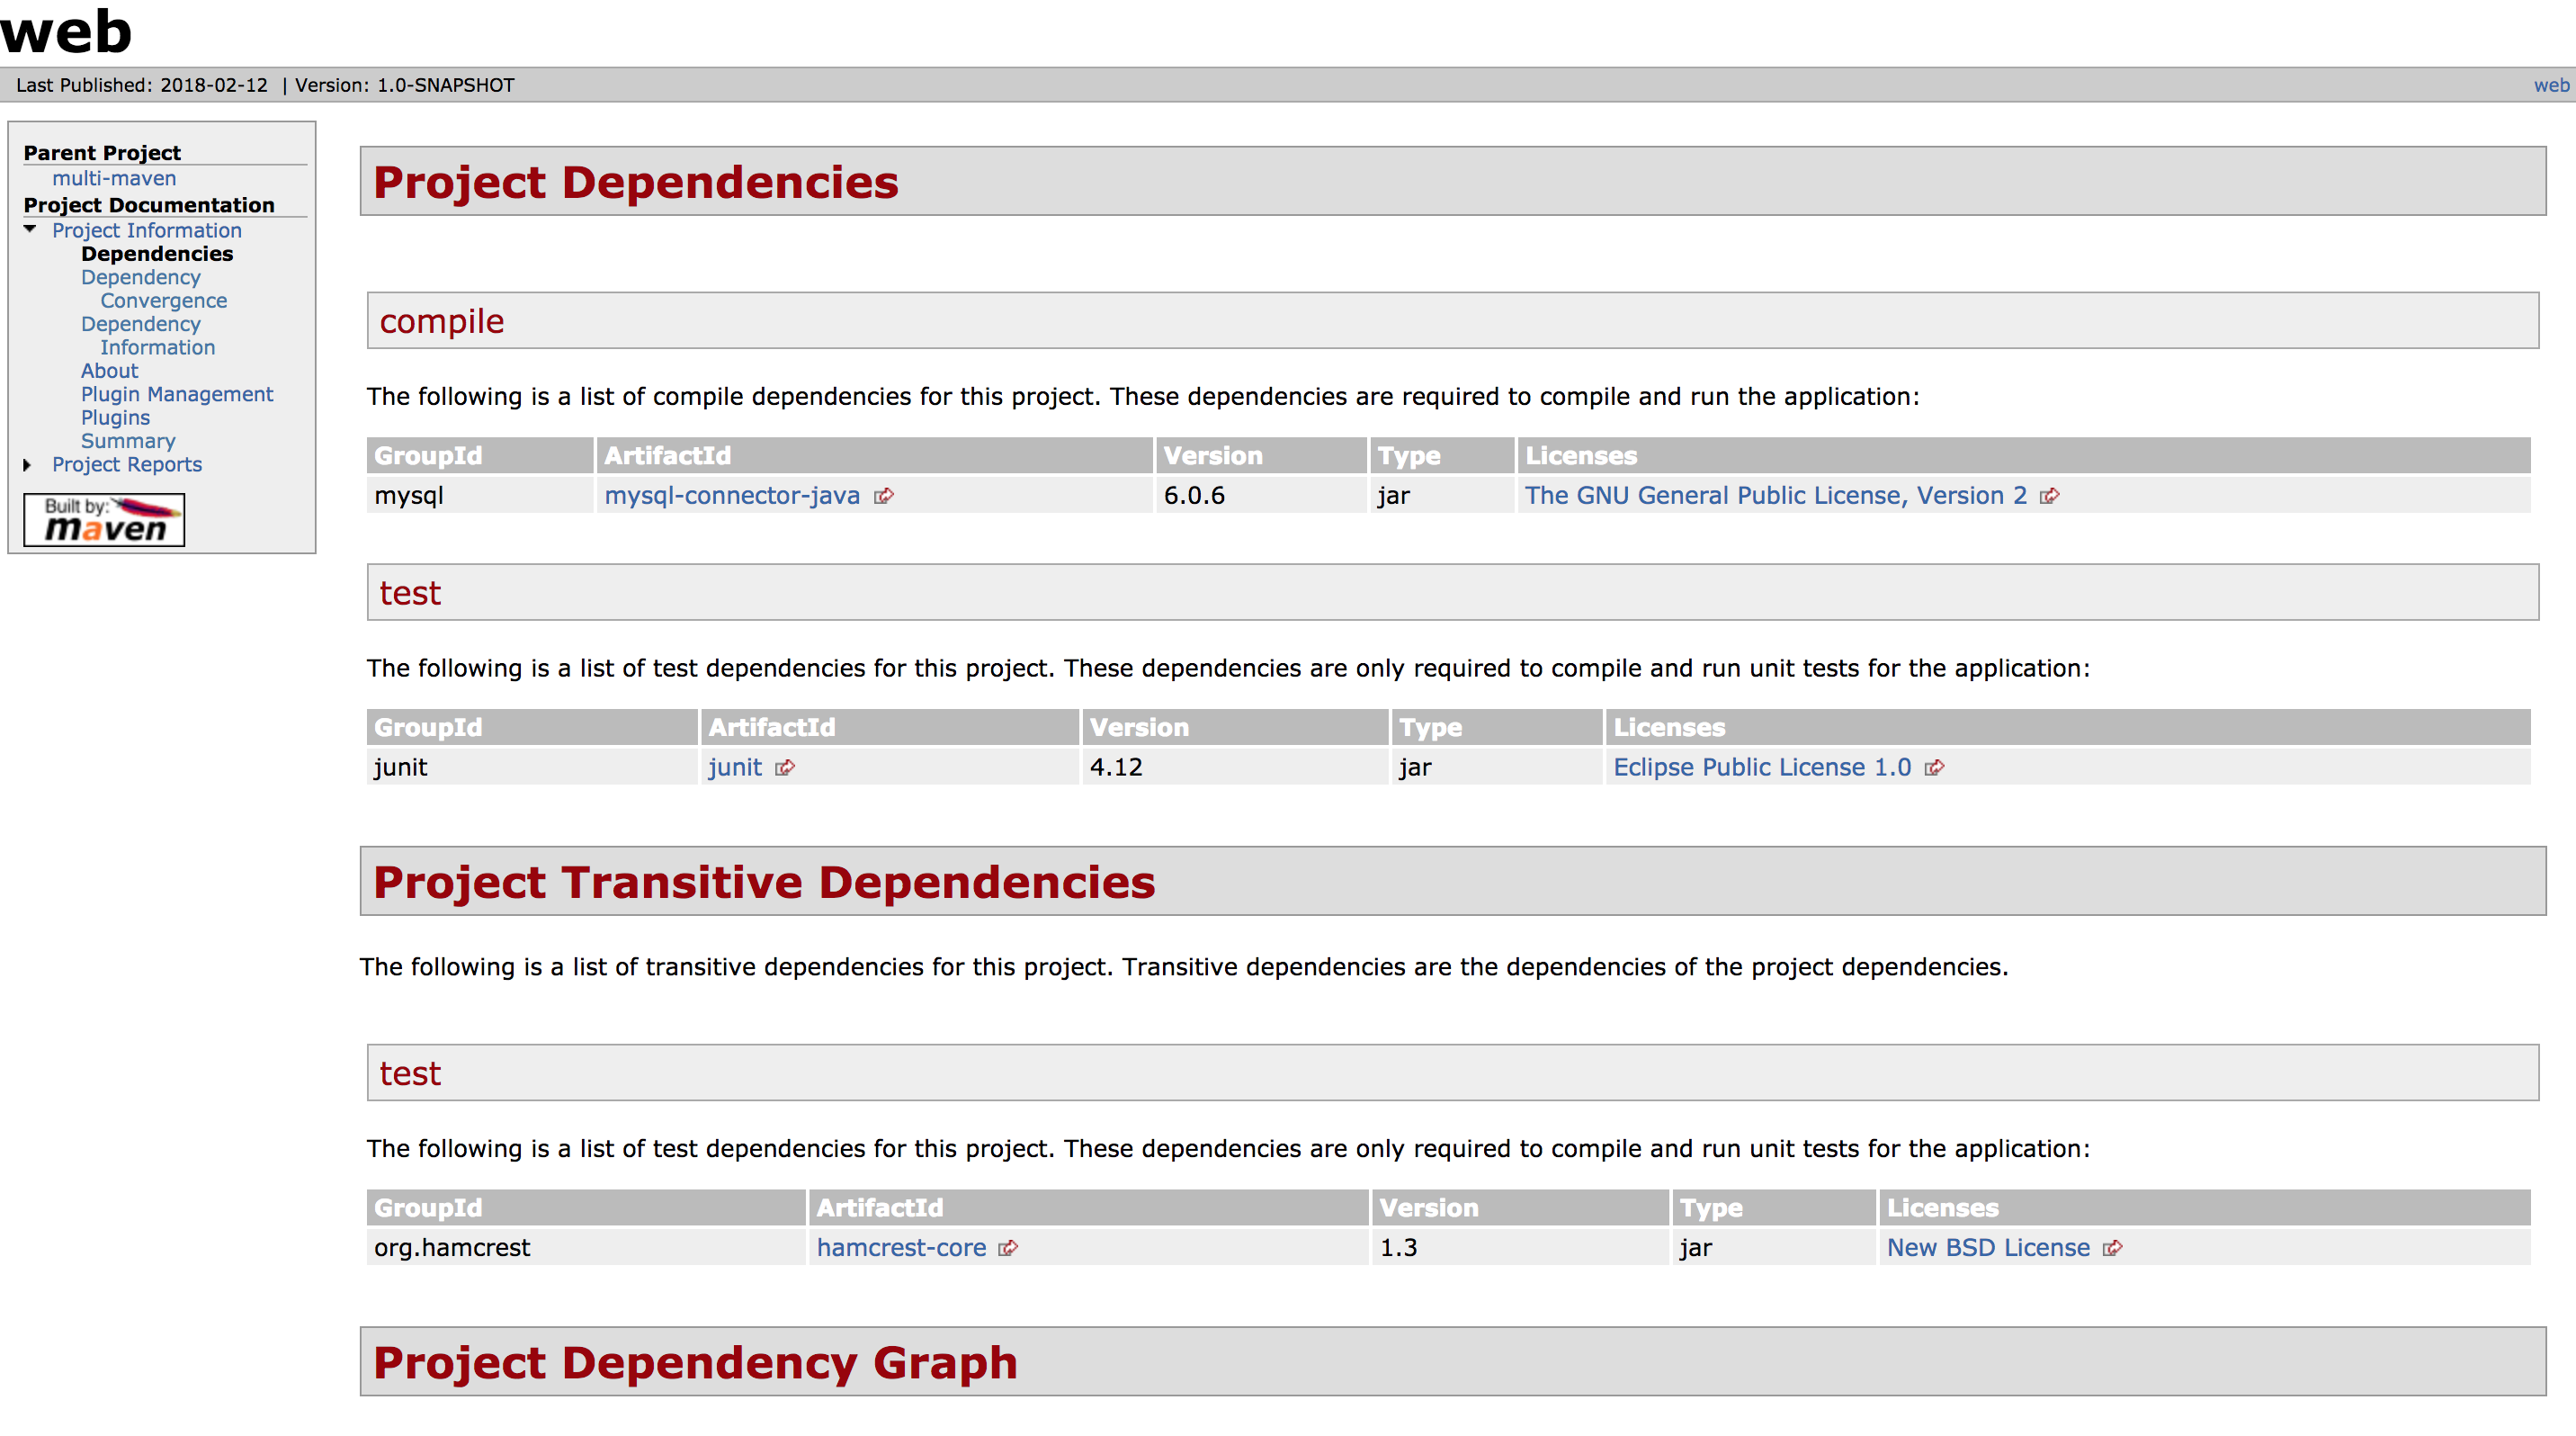 web
Last Published: 2018-02-12 | Version: 1.0-SNAPSHOT web
Parent Project
multi-maven
Project Documentation
Project Information
Dependencies
Dependency
Convergence
Dependency
Information
About
Plugin Management
Plugins
Summary
Project Reports
Built by:
maven
Project Dependencies
compile
The following is a list of compile dependencies for this project. These dependencies are required to compile and run the application:
GroupId ArtifactId Version Type Licenses
mysql mysql-connector-java 6.0.6 jar The GNU General Public License, Version 2
test
The following is a list of test dependencies for this project. These dependencies are only required to compile and run unit tests for the application:
GroupId ArtifactId Version Type Licenses
junit junit 4.12 jar Eclipse Public License 1.0
Project Transitive Dependencies
The following is a list of transitive dependencies for this project. Transitive dependencies are the dependencies of the project dependencies.
test
The following is a list of test dependencies for this project. These dependencies are only required to compile and run unit tests for the application:
GroupId ArtifactId Version Type Licenses
org.hamcrest hamcrest-core 1.3 jar New BSD License
Project Dependency Graph